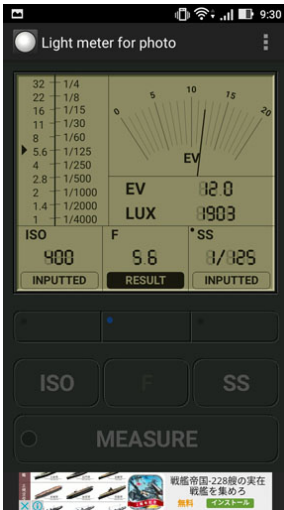 9:30
Light meter for photo
32 1/4
22 1/8
16 1/15
11 1/30
8 1/60
5.6 1/125
4 1/250
2.8 1/500
2 1/1000
1.4 1/2000
1 1/4000
0 5 10 15 20
EV
EV 12.0
LUX 1903
ISO F SS
400 5.6 1/125
INPUTTED RESULT INPUTTED
ISO F SS
MEASURE
戦艦帝国-228艘の実在
戦艦を集めろ
無料 インストール